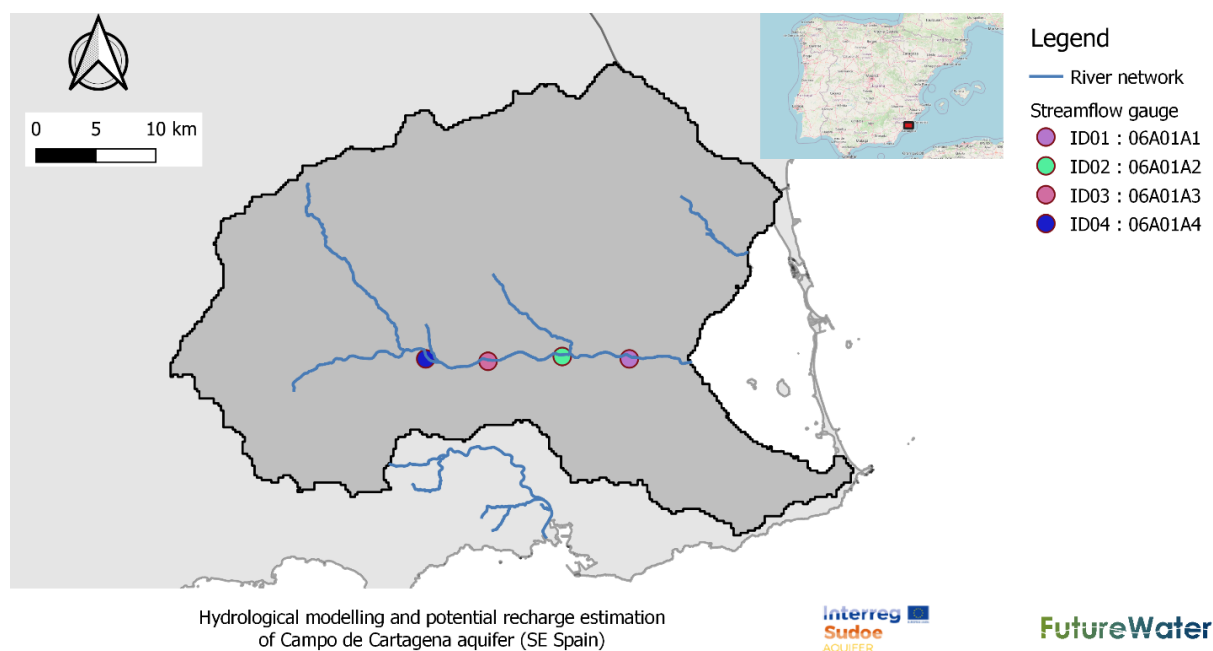 0 5 10 km
Legend
River network
Streamflow gauge
ID01 : 06A01A1
ID02 : 06A01A2
ID03 : 06A01A3
ID04 : 06A01A4
Hydrological modelling and potential recharge estimation
of Campo de Cartagena aquifer (SE Spain)
Interreg
Sudoe
AQUIFER
FutureWater